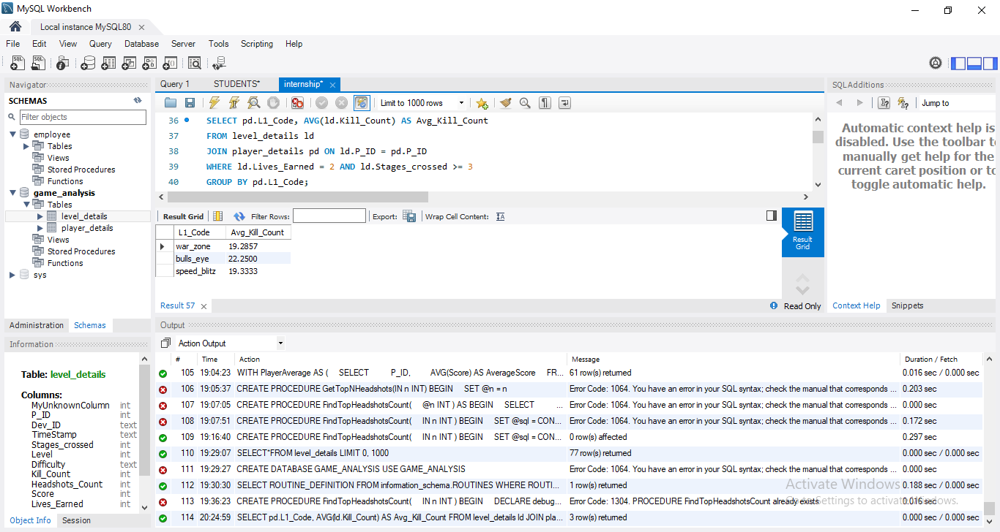 MySQL Workbench
Local instance MySQL80
File Edit View Query Database Server Tools Scripting Help
Navigator
SCHEMAS
Filter objects
employee
Tables
Views
Stored Procedures
Functions
game_analysis
Tables
level_details
player_details
Views
Stored Procedures
Functions
sys
Administration Schemas
Information
Table: level_details
Columns:
MyUnknownColumn int
P_ID int
Dev_ID text
TimeStamp text
Stages_crossed int
Level int
Difficulty text
Kill_Count int
Headshots_Count int
Score int
Lives_Earned int
Object Info Session
Query 1 STUDENTS* internship*
Limit to 1000 rows
36 SELECT pd.L1_Code, AVG(ld.Kill_Count) AS Avg_Kill_Count
37 FROM level_details ld
38 JOIN player_details pd ON ld.P_ID = pd.P_ID
39 WHERE ld.Lives_Earned = 2 AND ld.Stages_crossed >= 3
40 GROUP BY pd.L1_Code;
Result Grid Filter Rows: Export: Wrap Cell Content:
L1_Code Avg_Kill_Count
war_zone 19.2857
bulls_eye 22.2500
speed_blitz 19.3333
Result Grid
Result 57 Read Only
SQLAdditions
Jump to
Automatic context help is
disabled. Use the toolbar t
manually get help for the
current caret position or to
toggle automatic help.
Context Help Snippets
Output
Action Output
# Time Action Message Duration / Fetch
105 19:04:23 WITH PlayerAverage AS ( SELECT P_ID, AVG(Score) AS AverageScore FR... 61 row(s) returned 0.016 sec / 0.000 sec
106 19:05:37 CREATE PROCEDURE GetTopNHeadshots(IN n INT) BEGIN SET @n = n Error Code: 1064. You have an error in your SQL syntax; check the manual that corresponds ... 0.203 sec
107 19:07:05 CREATE PROCEDURE FindTopHeadshotsCount( @n INT ) AS BEGIN SELECT ... Error Code: 1064. You have an error in your SQL syntax; check the manual that corresponds ... 0.000 sec
108 19:07:51 CREATE PROCEDURE FindTopHeadshotsCount( IN n INT ) BEGIN SET @sql = CON... Error Code: 1064. You have an error in your SQL syntax; check the manual that corresponds ... 0.172 sec
109 19:16:40 CREATE PROCEDURE FindTopHeadshotsCount( IN n INT ) BEGIN SET @sql = CON... 0 row(s) affected 0.297 sec
110 19:29:07 SELECT*FROM level_details LIMIT 0, 1000 77 row(s) returned 0.000 sec / 0.000 sec
111 19:29:27 CREATE DATABASE GAME_ANALYSIS USE GAME_ANALYSIS Error Code: 1064. You have an error in your SQL syntax; check the manual that corresponds ... 0.000 sec
112 19:30:30 SELECT ROUTINE_DEFINITION FROM information_schema.ROUTINES WHERE ROUTI... 1 row(s) returned 0.188 sec / 0.000 sec
113 19:36:23 CREATE PROCEDURE FindTopHeadshotsCount( IN n INT ) BEGIN DECLARE debug... Error Code: 1304. PROCEDURE FindTopHeadshotsCount already exists 0.016 sec
114 20:24:59 SELECT pd.L1_Code, AVG(ld.Kill_Count) AS Avg_Kill_Count FROM level_details ld JOIN pla... 3 row(s) returned 0.000 sec / 0.000 sec
Activate Windows
Go to Settings to activate Windows.